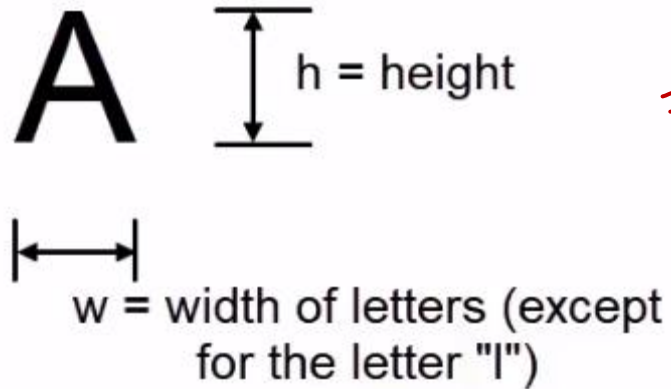 A
h = height
w = width of letters (except
for the letter "I")